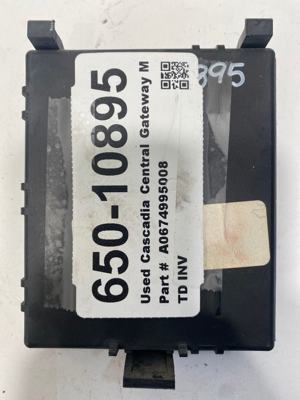 895
650-10895
Used Cascadia Central Gateway M
Part # A0674995008
TD INV